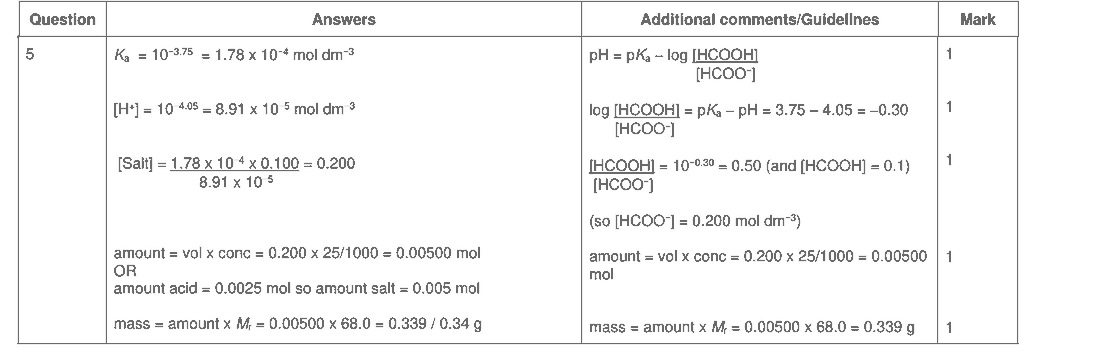 Question Answers Additional comments/Guidelines Mark
5 Kₐ = 10⁻³·⁷⁵ = 1.78 x 10⁻⁴ mol dm⁻³ pH = pKₐ – log [HCOOH] 1
[HCOO⁻]
[H⁺] = 10⁻⁴·⁰⁵ = 8.91 x 10⁻⁵ mol dm⁻³ log [HCOOH] = pKₐ – pH = 3.75 – 4.05 = –0.30 1
[HCOO⁻]
[Salt] = 1.78 x 10⁻⁴ x 0.100 = 0.200 [HCOOH] = 10⁻⁰·³⁰ = 0.50 (and [HCOOH] = 0.1) 1
8.91 x 10⁻⁵ [HCOO⁻]
(so [HCOO⁻] = 0.200 mol dm⁻³)
amount = vol x conc = 0.200 x 25/1000 = 0.00500 mol amount = vol x conc = 0.200 x 25/1000 = 0.00500 1
OR mol
amount acid = 0.0025 mol so amount salt = 0.005 mol
mass = amount x Mᵣ = 0.00500 x 68.0 = 0.339 / 0.34 g mass = amount x Mᵣ = 0.00500 x 68.0 = 0.339 g 1